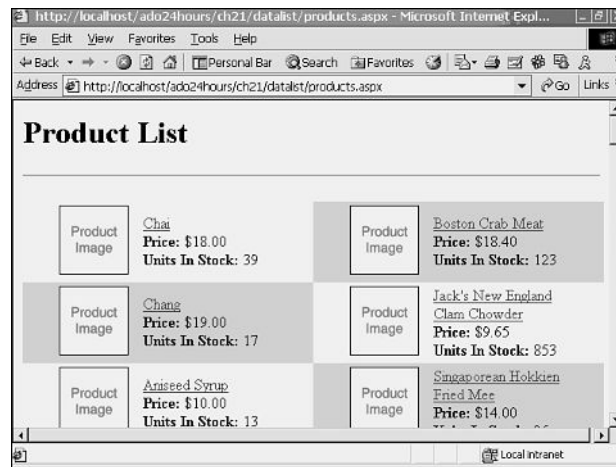 http://localhost/ado24hours/ch21/datalist/products.aspx - Microsoft Internet Expl...
File Edit View Favorites Tools Help
Back Personal Bar Search Favorites
Address http://localhost/ado24hours/ch21/datalist/products.aspx Go Links
Product List
Product Image
Chai
Price: $18.00
Units In Stock: 39
Product Image
Boston Crab Meat
Price: $18.40
Units In Stock: 123
Product Image
Chang
Price: $19.00
Units In Stock: 17
Product Image
Jack's New England
Clam Chowder
Price: $9.65
Units In Stock: 853
Product Image
Aniseed Syrup
Price: $10.00
Units In Stock: 13
Product Image
Singaporean Hokkien
Fried Mee
Price: $14.00
Local intranet